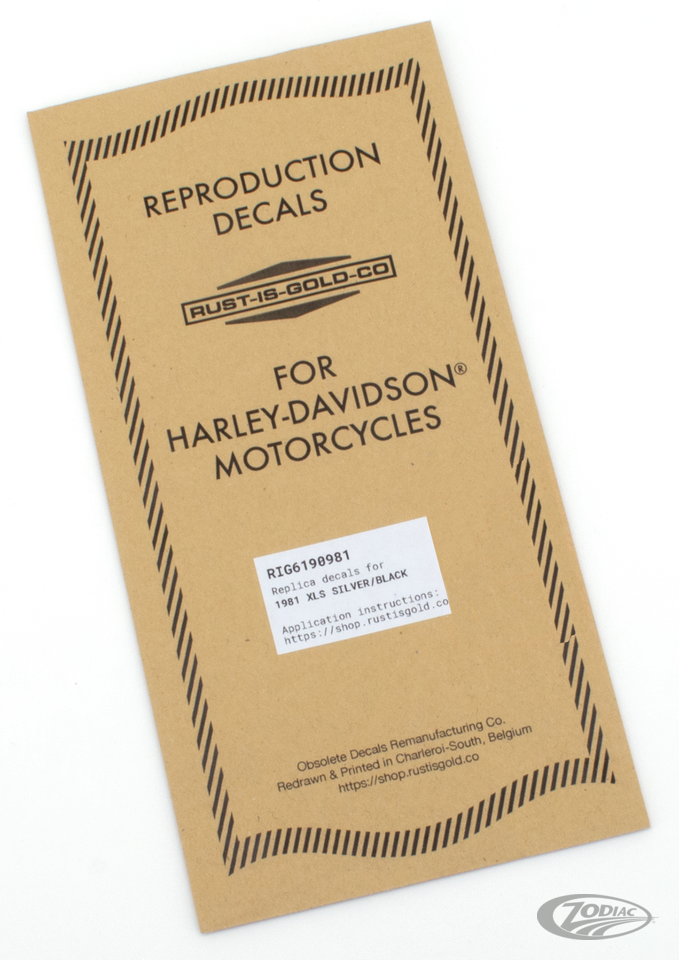 REPRODUCTION
DECALS
RUST-IS-GOLD-CO
FOR
HARLEY-DAVIDSON®
MOTORCYCLES
RIG6190981
Replica decals for
1981 XLS SILVER/BLACK
Application instructions:
https://shop.rustisgold.co
Obsolete Decals Remanufacturing Co.
Redrawn & Printed in Charleroi-South, Belgium
https://shop.rustisgold.co
ZODIAC